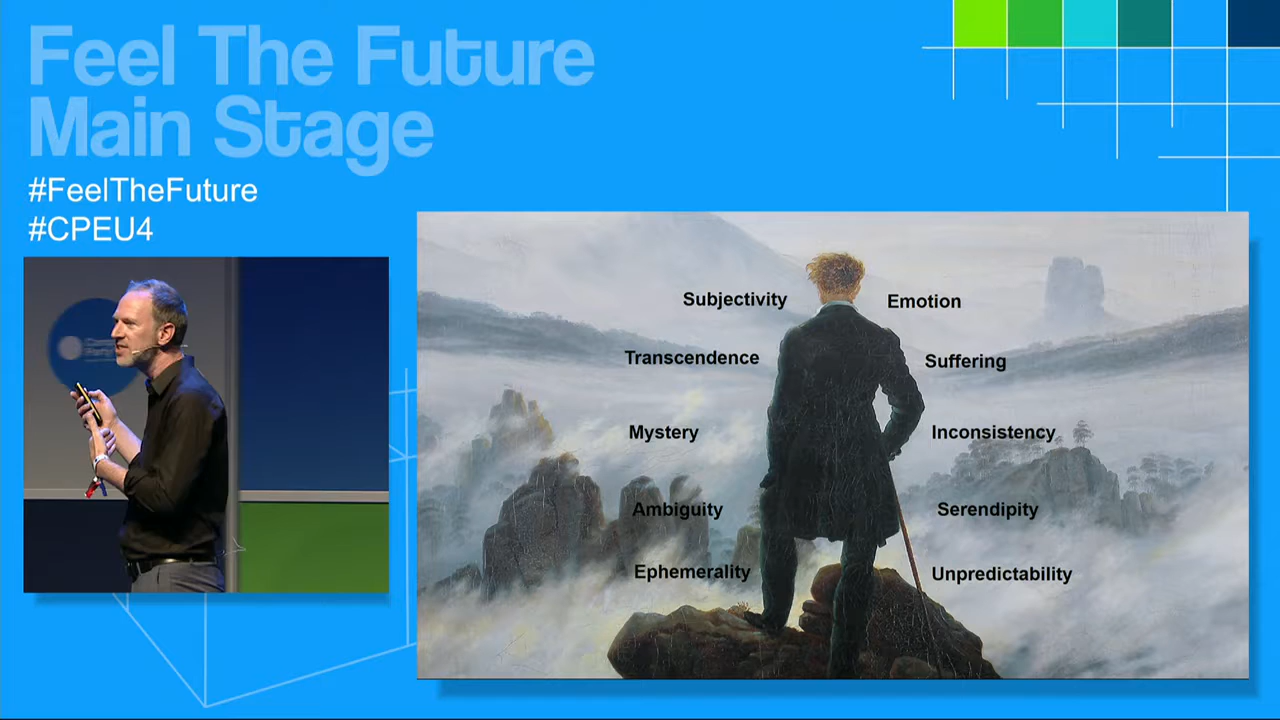 Feel The Future
Main Stage
#FeelTheFuture
#CPEU4
Subjectivity
Emotion
Transcendence
Suffering
Mystery
Inconsistency
Ambiguity
Serendipity
Ephemerality
Unpredictability